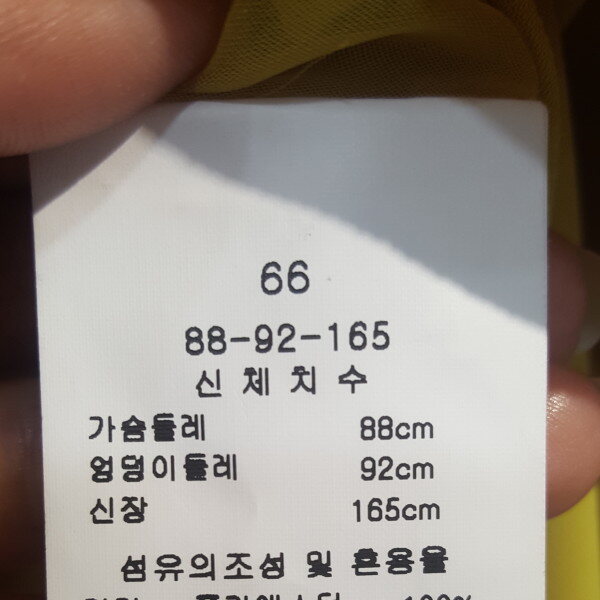 66
88-92-165
신체치수
가슴둘레 88cm
엉덩이둘레 92cm
신장 165cm
섬유의조성 및 혼용율
100%